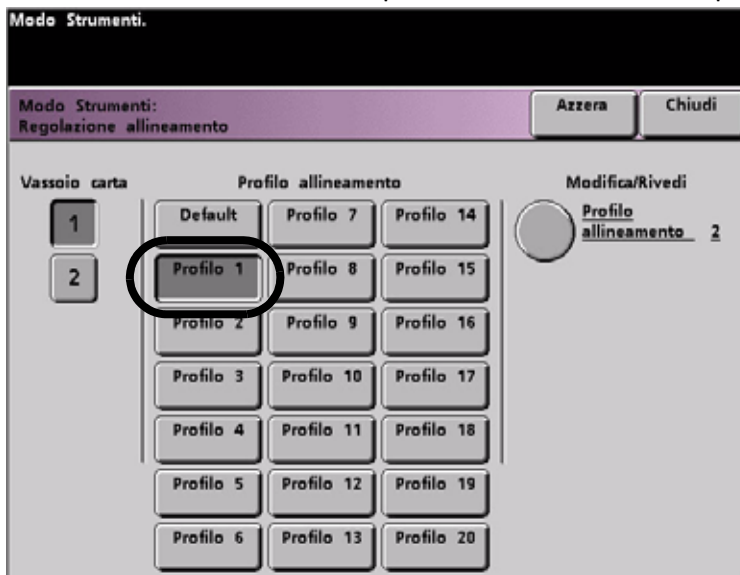 Modo Strumenti.
Modo Strumenti:
Regolazione allineamento
Azzera
Chiudi
Vassoio carta
Profilo allineamento
Modifica/Rivedi
1
2
Default
Profilo 7
Profilo 14
Profilo 1
Profilo 8
Profilo 15
Profilo 2
Profilo 9
Profilo 16
Profilo 3
Profilo 10
Profilo 17
Profilo 4
Profilo 11
Profilo 18
Profilo 5
Profilo 12
Profilo 19
Profilo 6
Profilo 13
Profilo 20
Profilo
allineamento 2